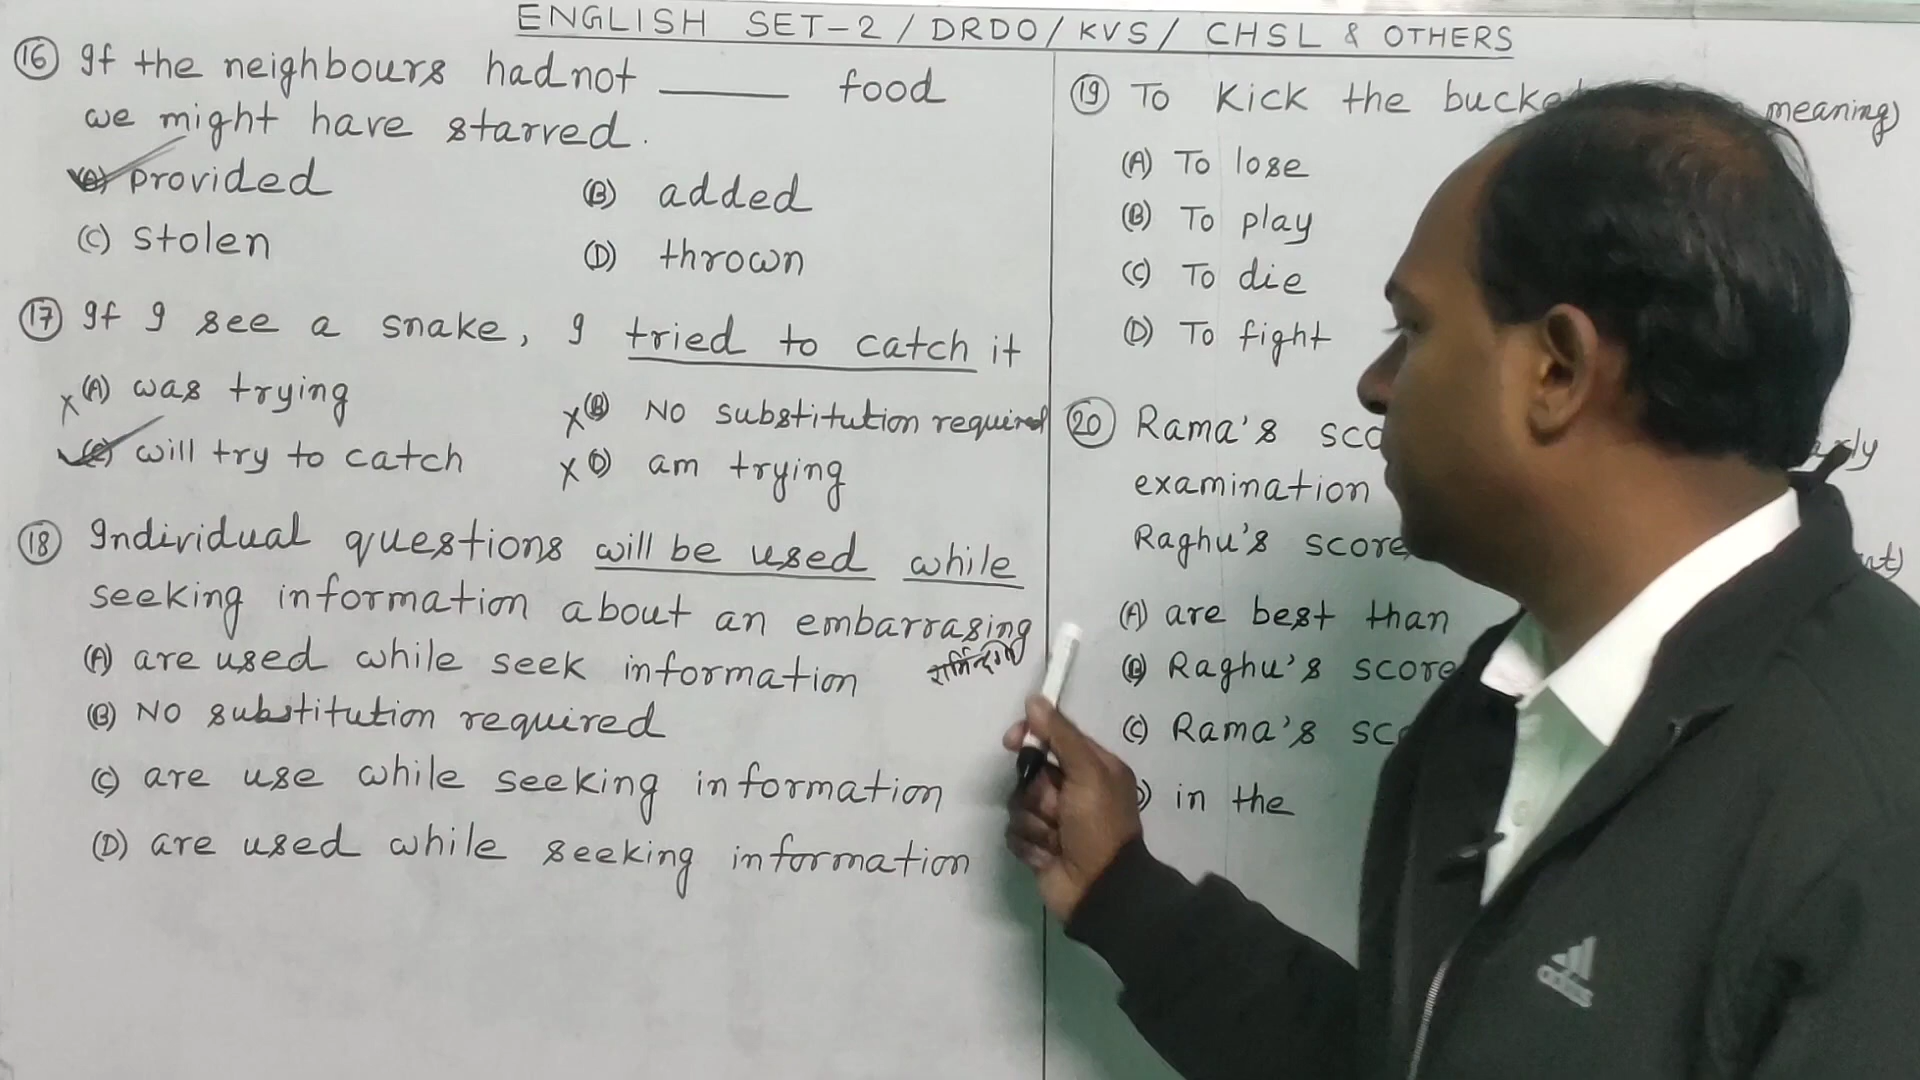 ENGLISH SET-2 / DRDO / KVS / CHSL & OTHERS
(16) If the neighbours had not ______ food
we might have starved.
(A) provided
(B) added
(C) stolen
(D) thrown
(17) If I see a snake, I tried to catch it
(A) was trying
(B) No substitution required
(C) will try to catch
(D) am trying
(18) Individual questions will be used while
seeking information about an embarrasing
(A) are used while seek information
(B) No substitution required
(C) are use while seeking information
(D) are used while seeking information
(19) To Kick the meaning)
(A) To lose
(B) To play
(C) To die
(D) To fight
(20) Rama's
examination
Raghu's score
(A) are best than
(B) Raghu's score
(C) Rama's
in the
adidas